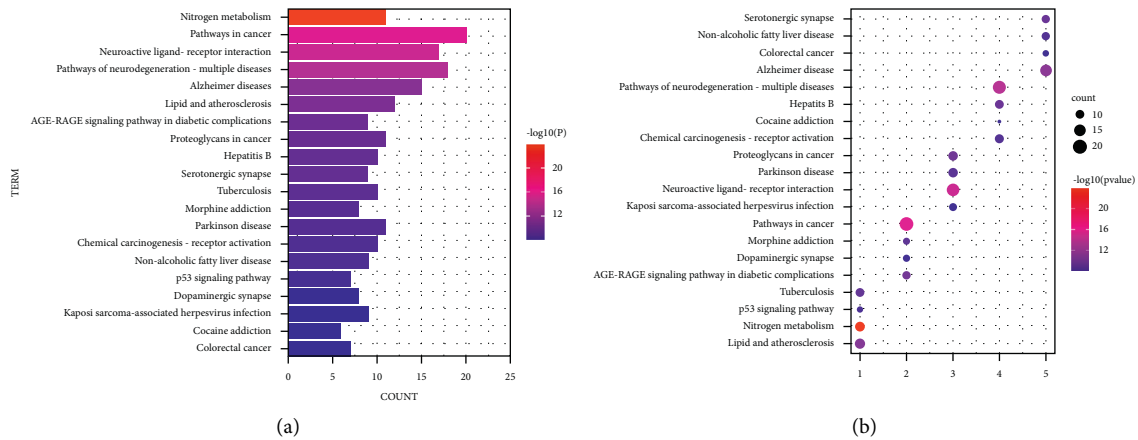 Nitrogen metabolism
Pathways in cancer
Neuroactive ligand- receptor interaction
Pathways of neurodegeneration - multiple diseases
Alzheimer diseases
Lipid and atherosclerosis
AGE-RAGE signaling pathway in diabetic complications
Proteoglycans in cancer
Hepatitis B
Serotonergic synapse
Tuberculosis
Morphine addiction
Parkinson disease
Chemical carcinogenesis - receptor activation
Non-alcoholic fatty liver disease
p53 signaling pathway
Dopaminergic synapse
Kaposi sarcoma-associated herpesvirus infection
Cocaine addiction
Colorectal cancer
TERM
0 5 10 15 20 25
COUNT
-log10(P)
20
16
12
(a)
Serotonergic synapse
Non-alcoholic fatty liver disease
Colorectal cancer
Alzheimer disease
Pathways of neurodegeneration - multiple diseases
Hepatits B
Cocaine addiction
Chemical carcinogenesis - receptor activation
Proteoglycans in cancer
Parkinson disease
Neuroactive ligand- receptor interaction
Kaposi sarcoma-associated herpesvirus infection
Pathways in cancer
Morphine addiction
Dopaminergic synapse
AGE-RAGE signaling pathway in diabetic complications
Tuberculosis
p53 signaling pathway
Nitrogen metabolism
Lipid and atherosclerosis
1 2 3 4 5
count
10
15
20
-log10(pvalue)
20
16
12
(b)